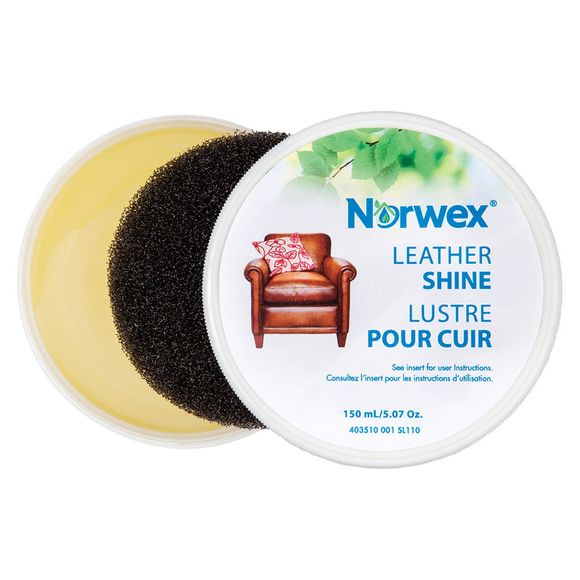 Norwex®
LEATHER
SHINE
LUSTRE
POUR CUIR
See insert for user Instructions.
Consultez l'insert pour les instructions d'utilisation.
150 mL/5.07 Oz.
403510 001 SL110